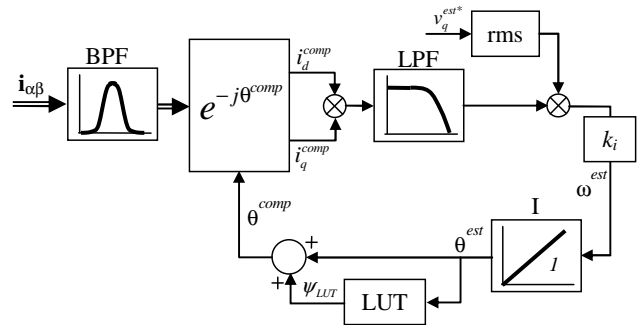 v_q^{est*}
rms
BPF
LPF
i_{αβ}
e^{-jθ^{comp}}
i_d^{comp}
i_q^{comp}
k_i
ω^{est}
I
1
θ^{est}
θ^{comp}
+
+
ψ_{LUT}
LUT